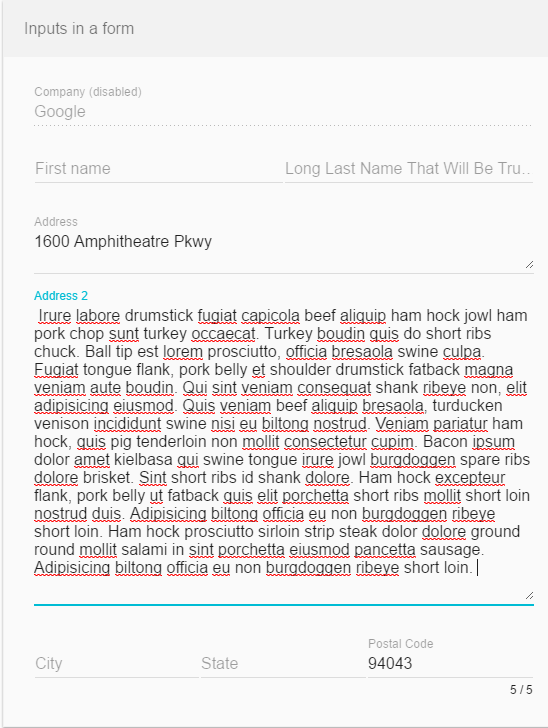 Inputs in a form
Company (disabled)
Google
First name
Long Last Name That Will Be Tru..
Address
1600 Amphitheatre Pkwy
Address 2
Irure labore drumstick fugiat capicola beef aliquip ham hock jowl ham
pork chop sunt turkey occaecat. Turkey boudin quis do short ribs
chuck. Ball tip est lorem prosciutto, officia bresaola swine culpa.
Fugiat tongue flank, pork belly et shoulder drumstick fatback magna
veniam aute boudin. Qui sint veniam consequat shank ribeye non, elit
adipisicing eiusmod. Quis veniam beef aliquip bresaola, turducken
venison incididunt swine nisi eu biltong nostrud. Veniam pariatur ham
hock, quis pig tenderloin non mollit consectetur cupim. Bacon ipsum
dolor amet kielbasa qui swine tongue irure jowl burgdoggen spare ribs
dolore brisket. Sint short ribs id shank dolore. Ham hock excepteur
flank, pork belly ut fatback quis elit porchetta short ribs mollit short loin
nostrud duis. Adipisicing biltong officia eu non burgdoggen ribeye
short loin. Ham hock prosciutto sirloin strip steak dolor dolore ground
round mollit salami in sint porchetta eiusmod pancetta sausage.
Adipisicing biltong officia eu non burgdoggen ribeye short loin.
City
State
Postal Code
94043
5 / 5